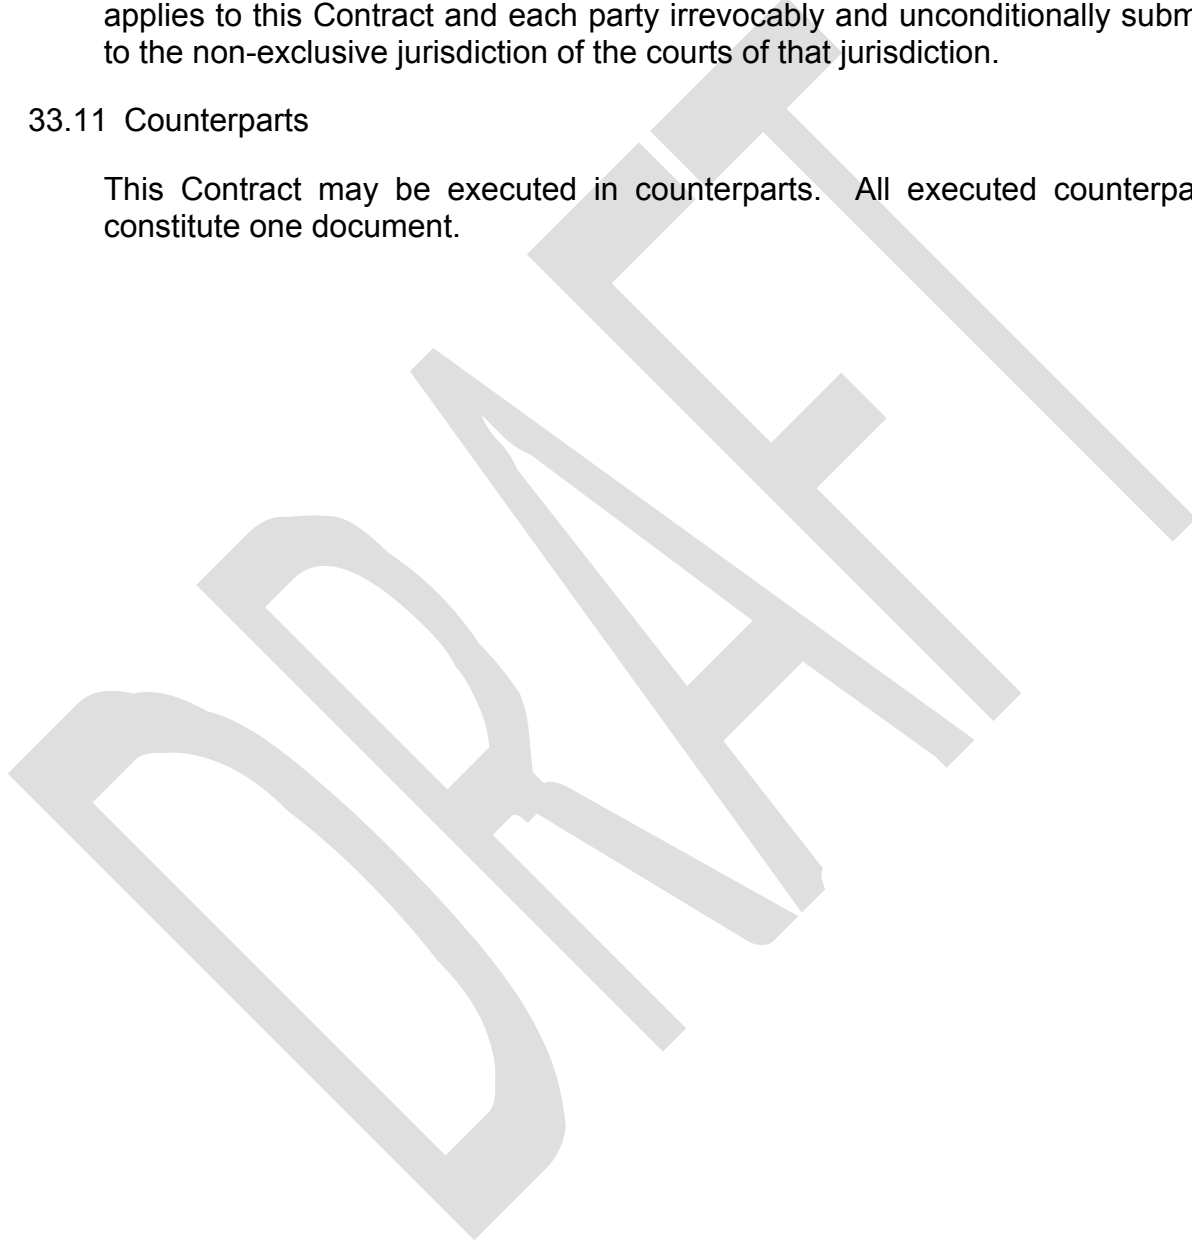 applies to this Contract and each party irrevocably and unconditionally subm
to the non-exclusive jurisdiction of the courts of that jurisdiction.
33.11 Counterparts
This Contract may be executed in counterparts. All executed counterpa
constitute one document.
DRAFT